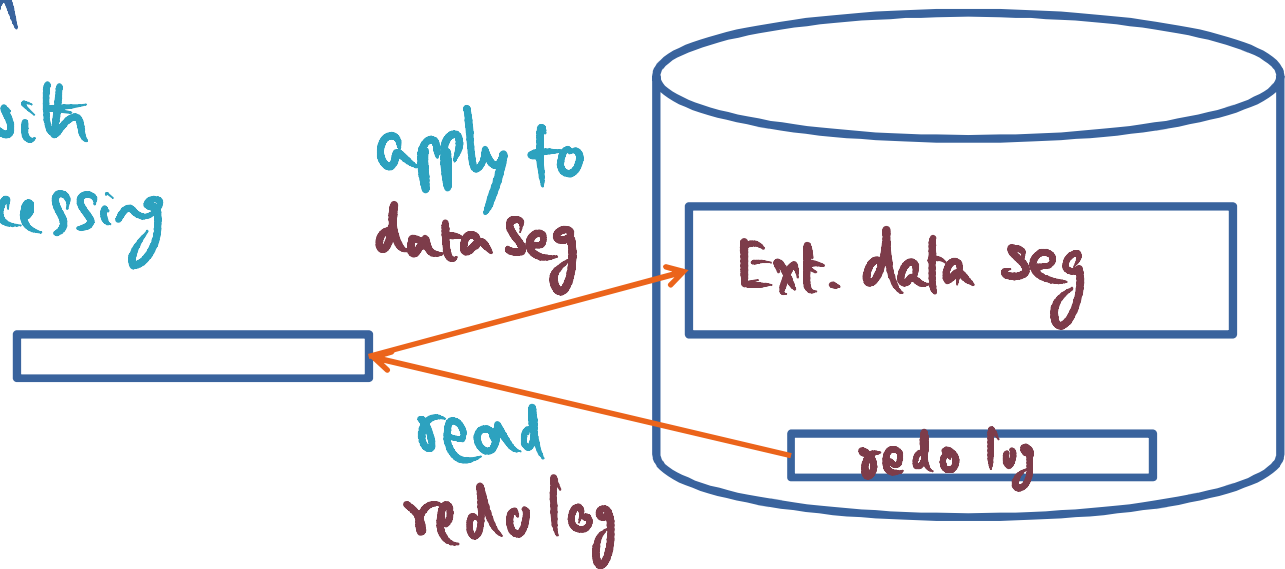 apply to
data seg
Ext. data seg
read
redo log
redo log